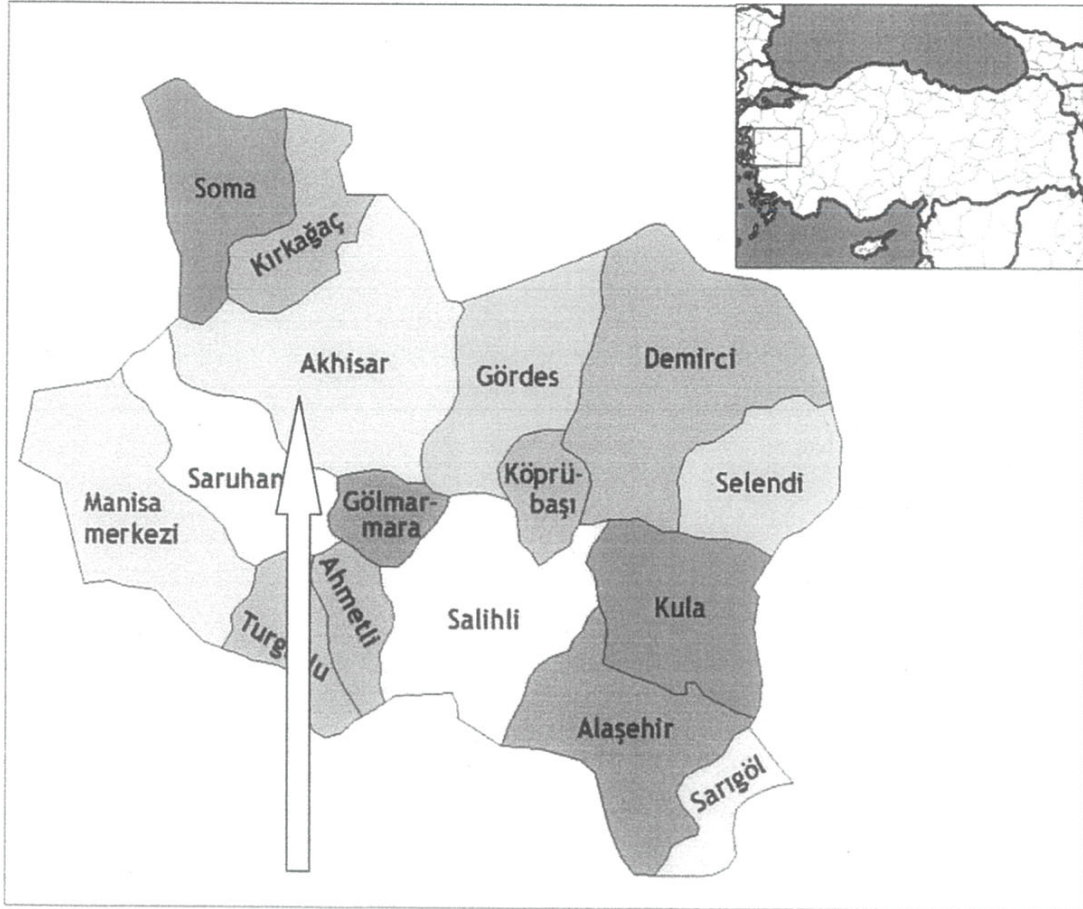 Soma
Kırkağaç
Akhisar
Gördes
Demirci
Saruhan
Gölmar-
mara
Köprü-
başı
Selendi
Manisa
merkezi
Ahmetli
Salihli
Kula
Alaşehir
Sarıgöl